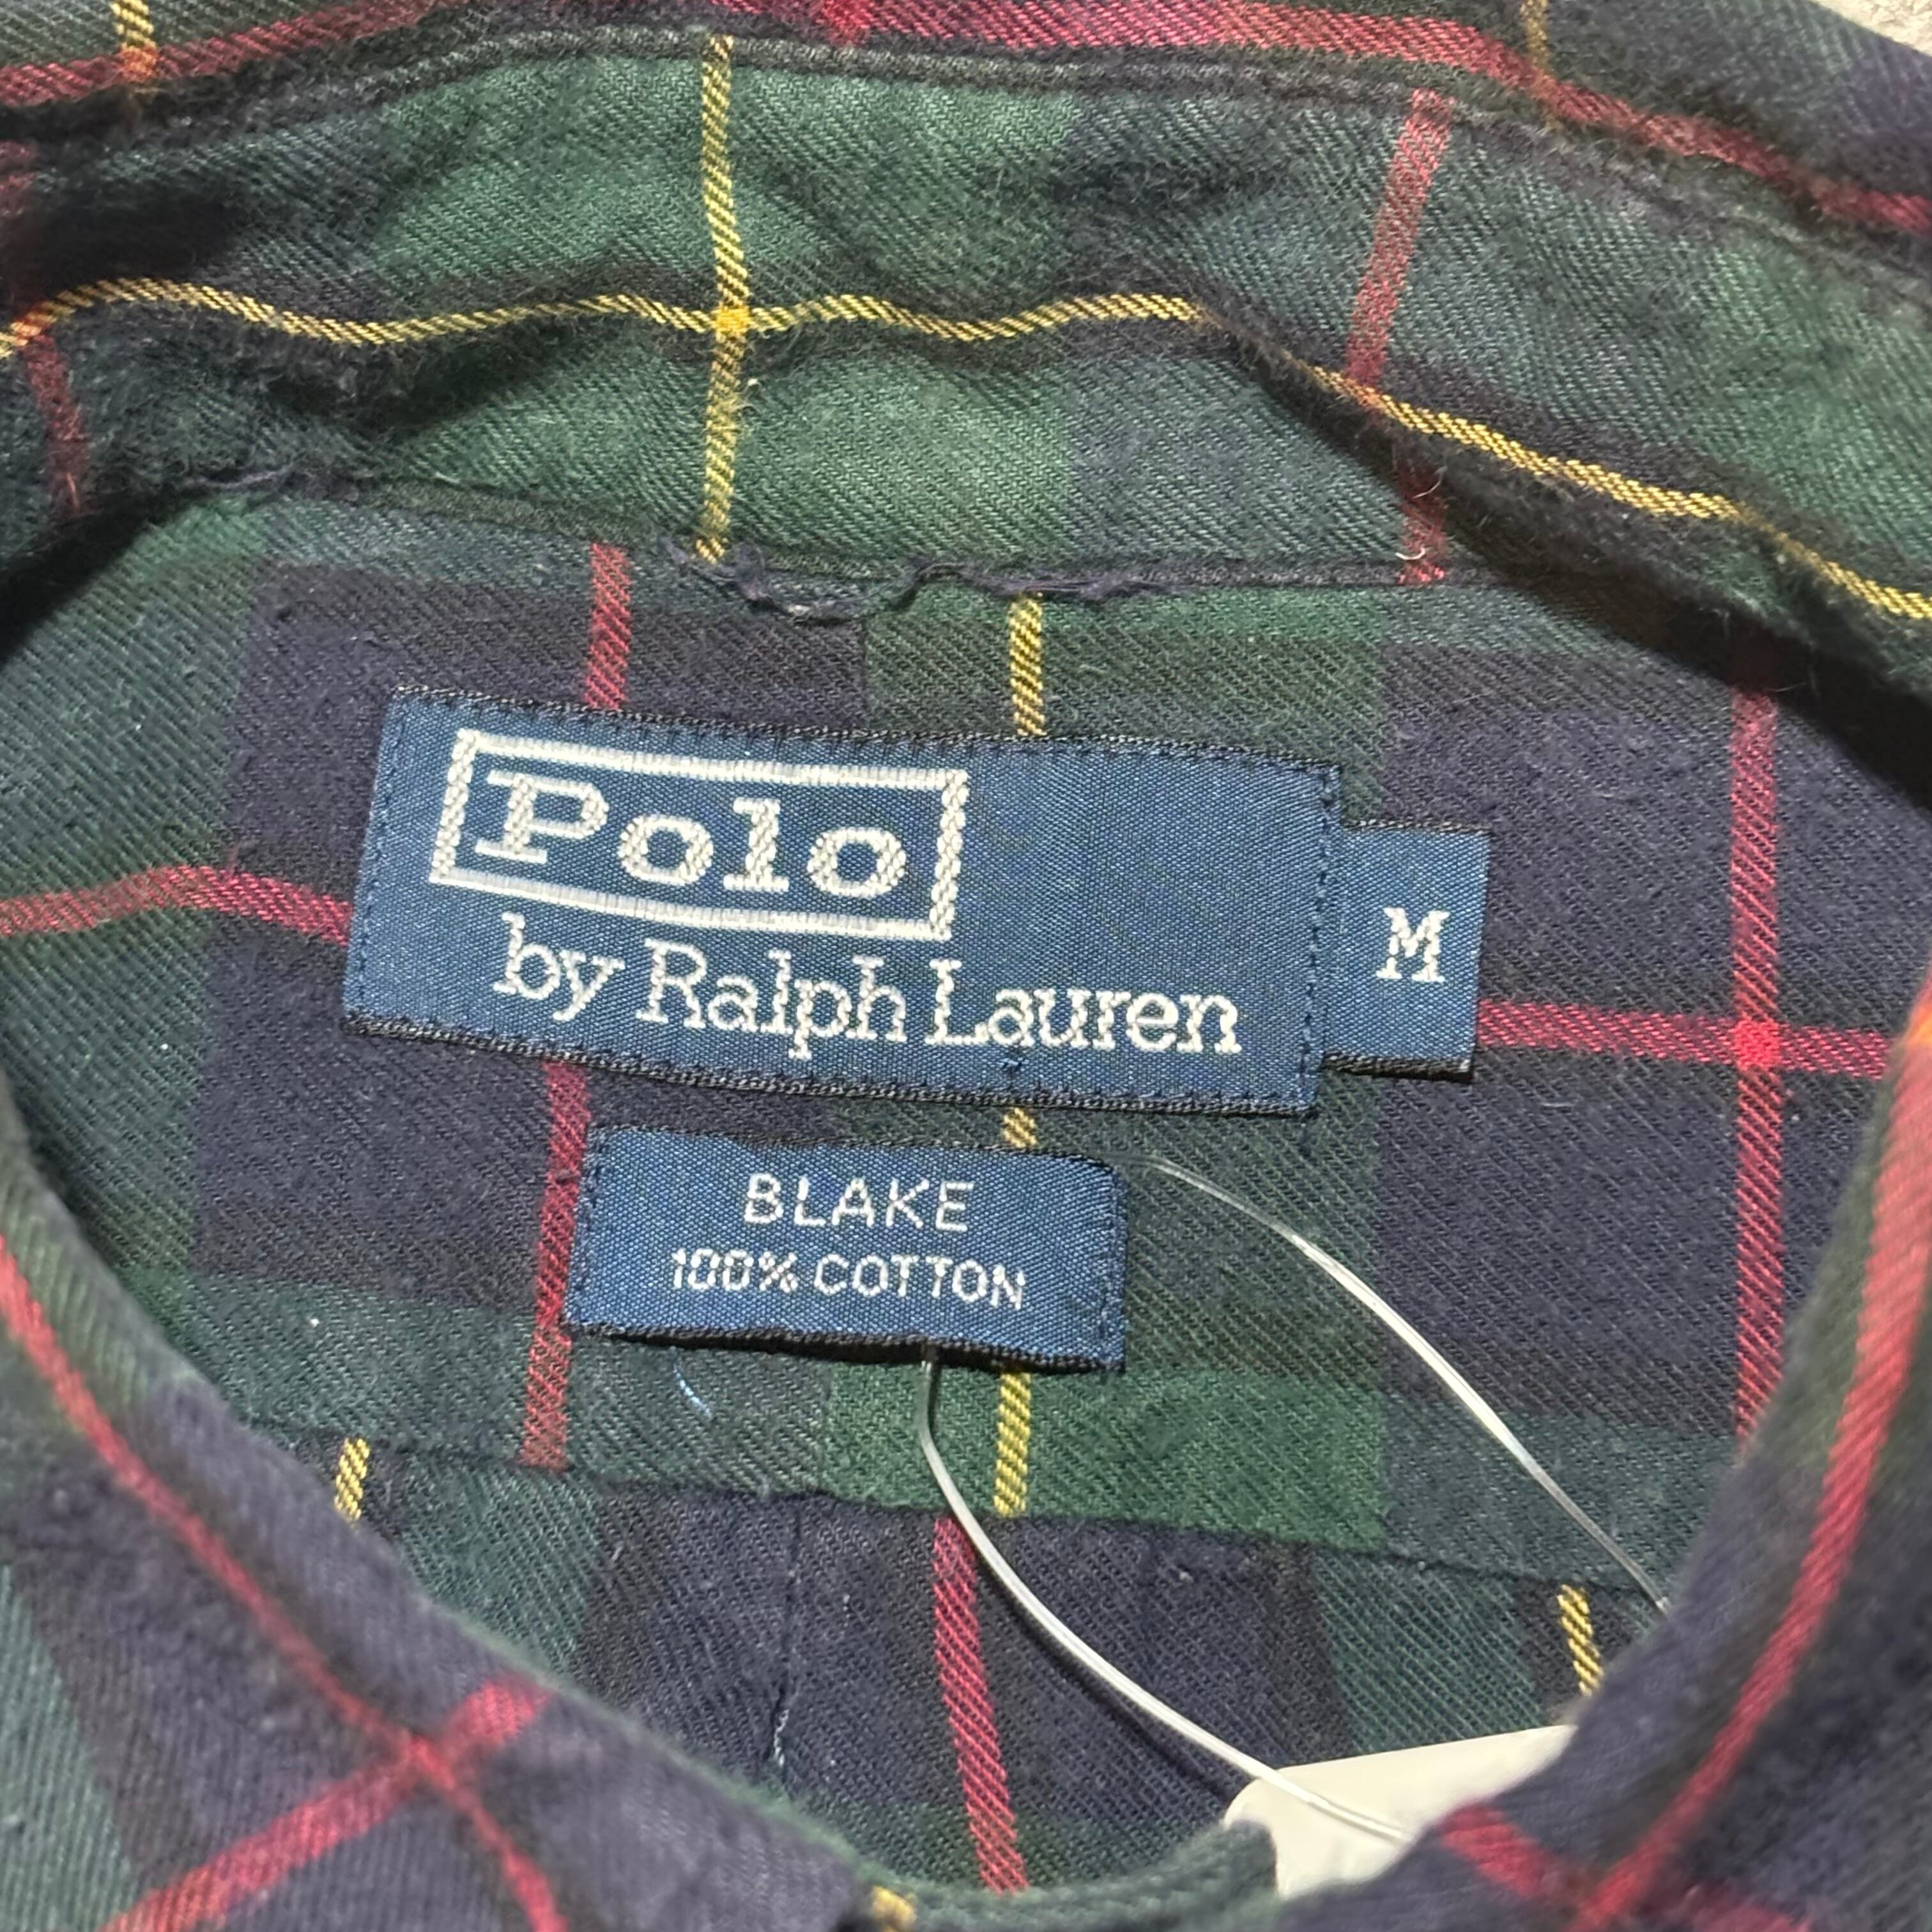 Polo
by Ralph Lauren
M
BLAKE
100% COTTON